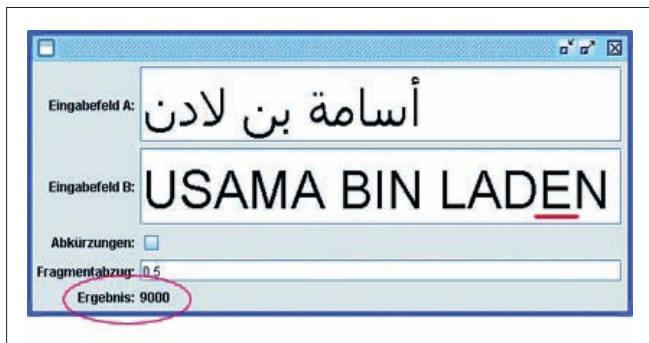 Eingabefeld A: أسامة بن لادن
Eingabefeld B: USAMA BIN LADEN
Abkürzungen:
Fragmentabzug: 0.5
Ergebnis: 9000